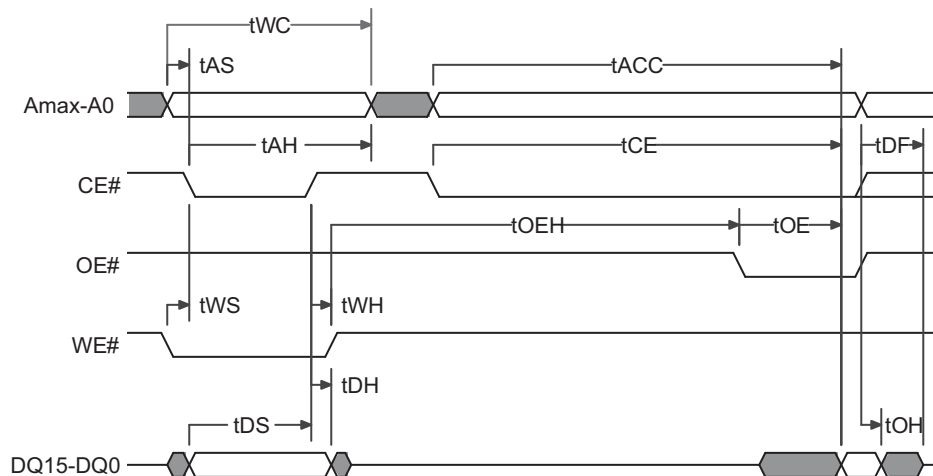 tWC
tAS
tACC
Amax-A0
tAH
tCE
tDF
CE#
tOEH
tOE
OE#
tWS
tWH
WE#
tDH
tDS
tOH
DQ15-DQ0